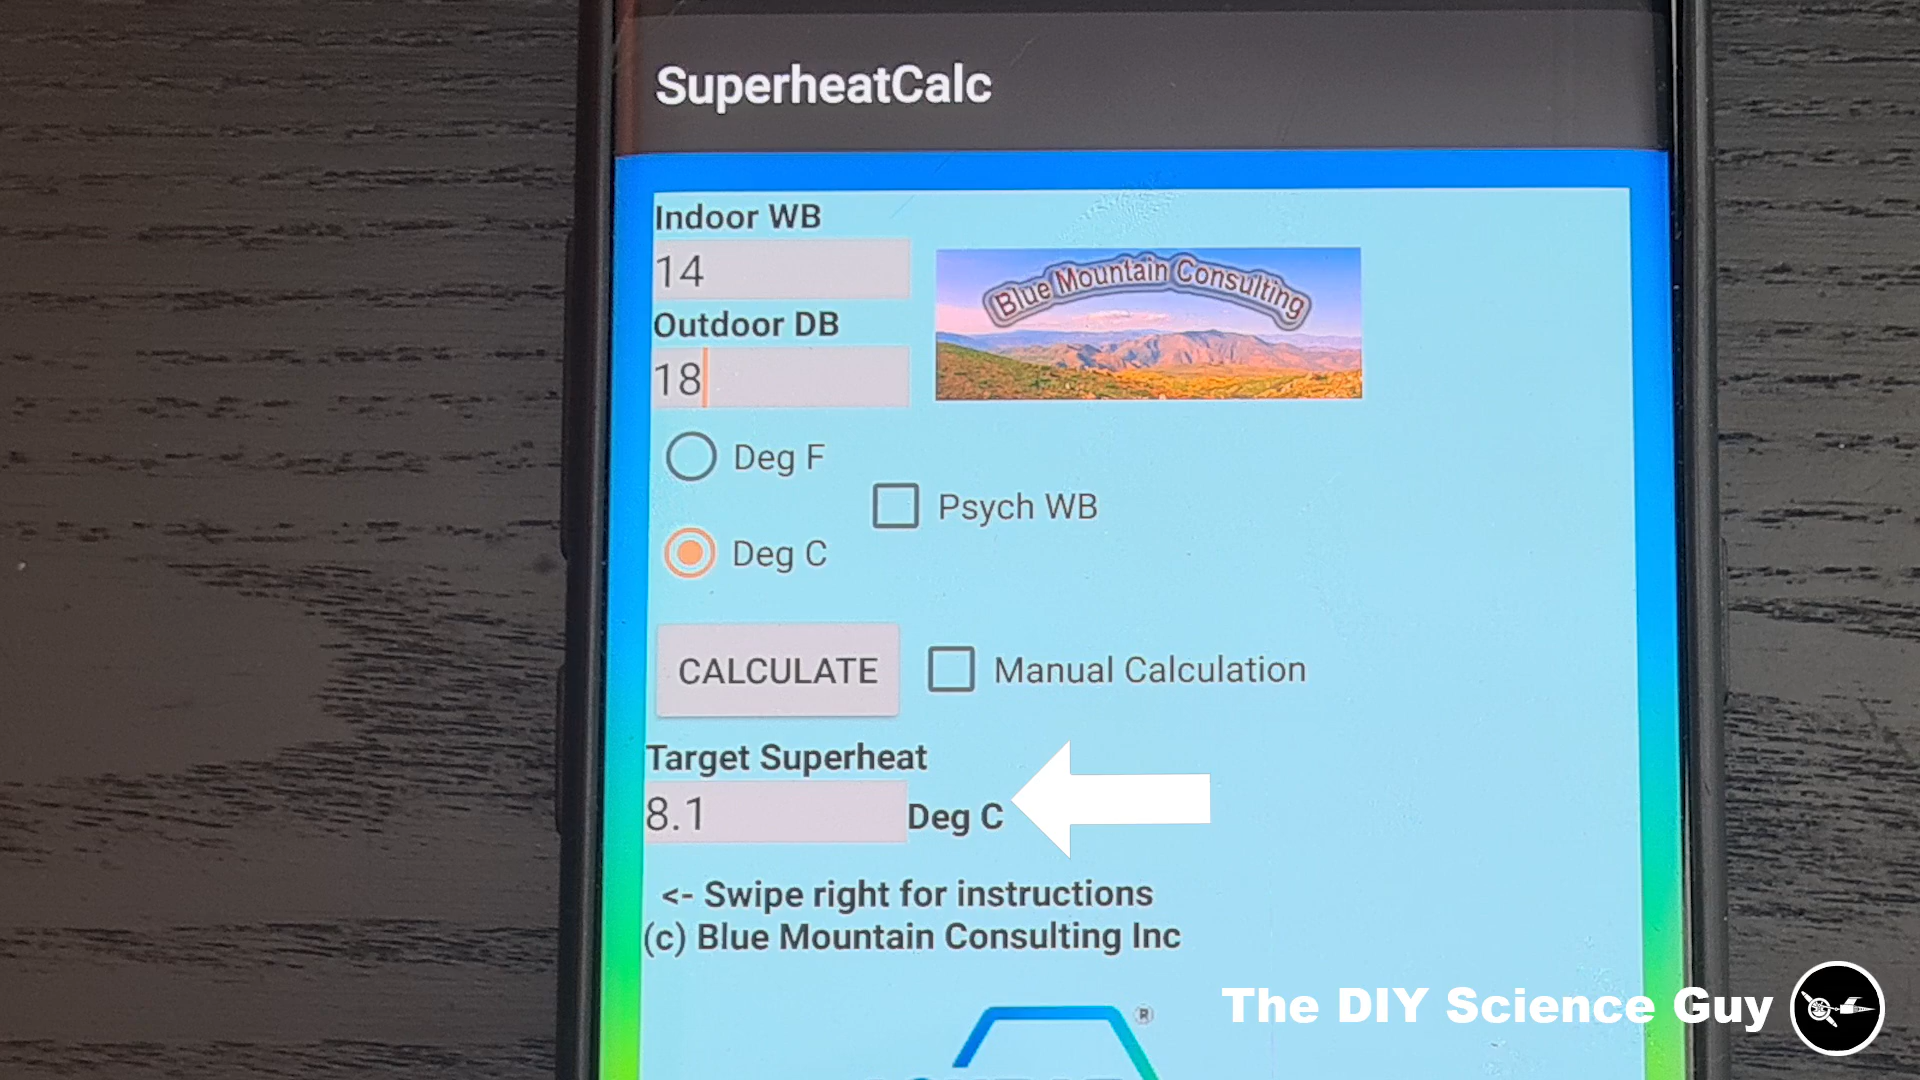 SuperheatCalc
Indoor WB
14
Blue Mountain Consulting
Outdoor DB
18
Deg F
Psych WB
Deg C
CALCULATE
Manual Calculation
Target Superheat
8.1 Deg C
<- Swipe right for instructions
(c) Blue Mountain Consulting Inc
®
The DIY Science Guy